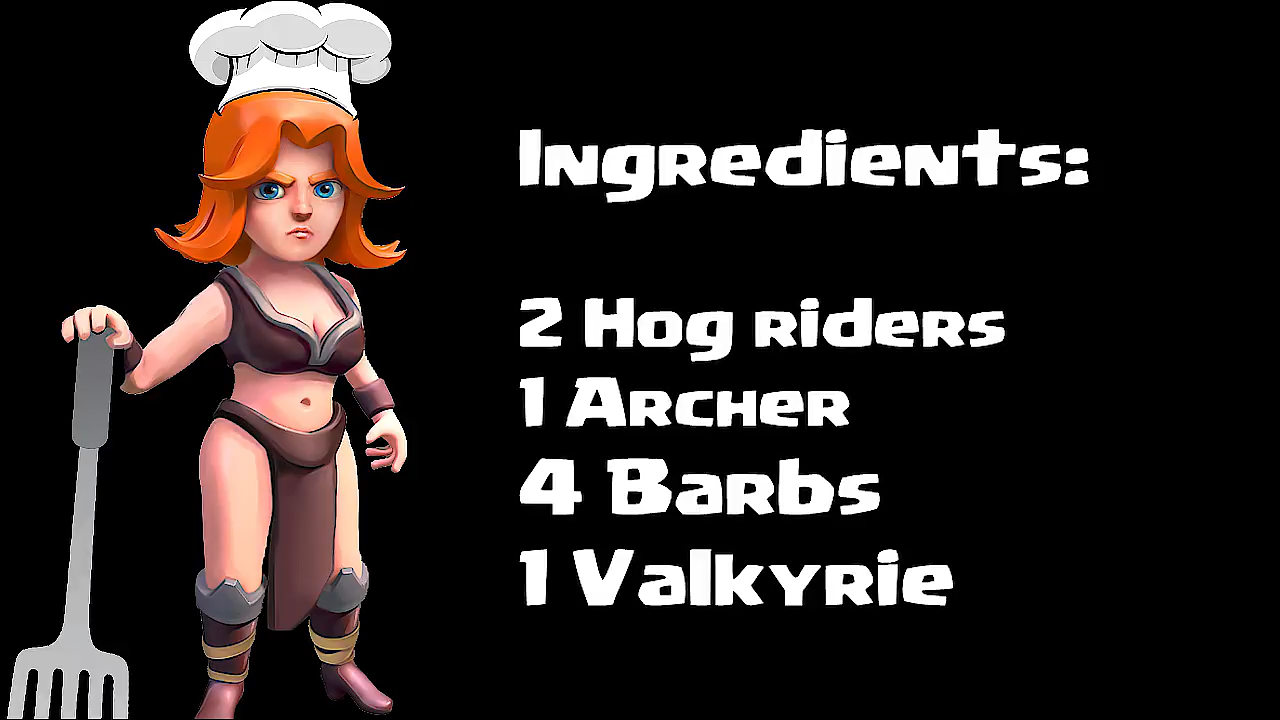 Ingredients:
2 Hog riders
1 Archer
4 Barbs
1 Valkyrie